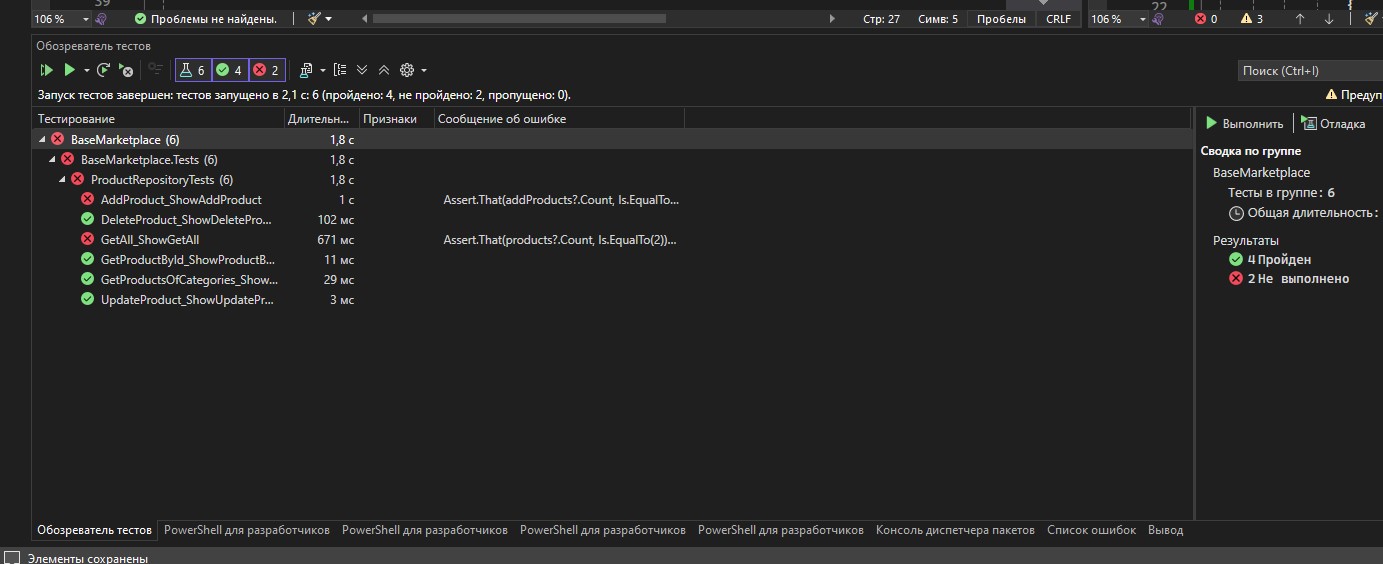 39
22
106 %
Проблемы не найдены.
Стр: 27
Симв: 5
Пробелы
CRLF
106 %
0
3
Обозреватель тестов
6
4
2
Поиск (Ctrl+I)
Запуск тестов завершен: тестов запущено в 2,1 с: 6 (пройдено: 4, не пройдено: 2, пропущено: 0).
Предуп
Тестирование Длительн... Признаки Сообщение об ошибке
BaseMarketplace (6) 1,8 с
BaseMarketplace.Tests (6) 1,8 с
ProductRepositoryTests (6) 1,8 с
AddProduct_ShowAddProduct 1 с Assert.That(addProducts?.Count, Is.EqualTo...
DeleteProduct_ShowDeletePro... 102 мс
GetAll_ShowGetAll 671 мс Assert.That(products?.Count, Is.EqualTo(2))...
GetProductById_ShowProductB... 11 мс
GetProductsOfCategories_Show... 29 мс
UpdateProduct_ShowUpdatePr... 3 мс
Выполнить
Отладка
Сводка по группе
BaseMarketplace
Тесты в группе: 6
Общая длительность:
Результаты
4 Пройден
2 Не выполнено
Обозреватель тестов
PowerShell для разработчиков
PowerShell для разработчиков
PowerShell для разработчиков
PowerShell для разработчиков
Консоль диспетчера пакетов
Список ошибок
Вывод
Элементы сохранены